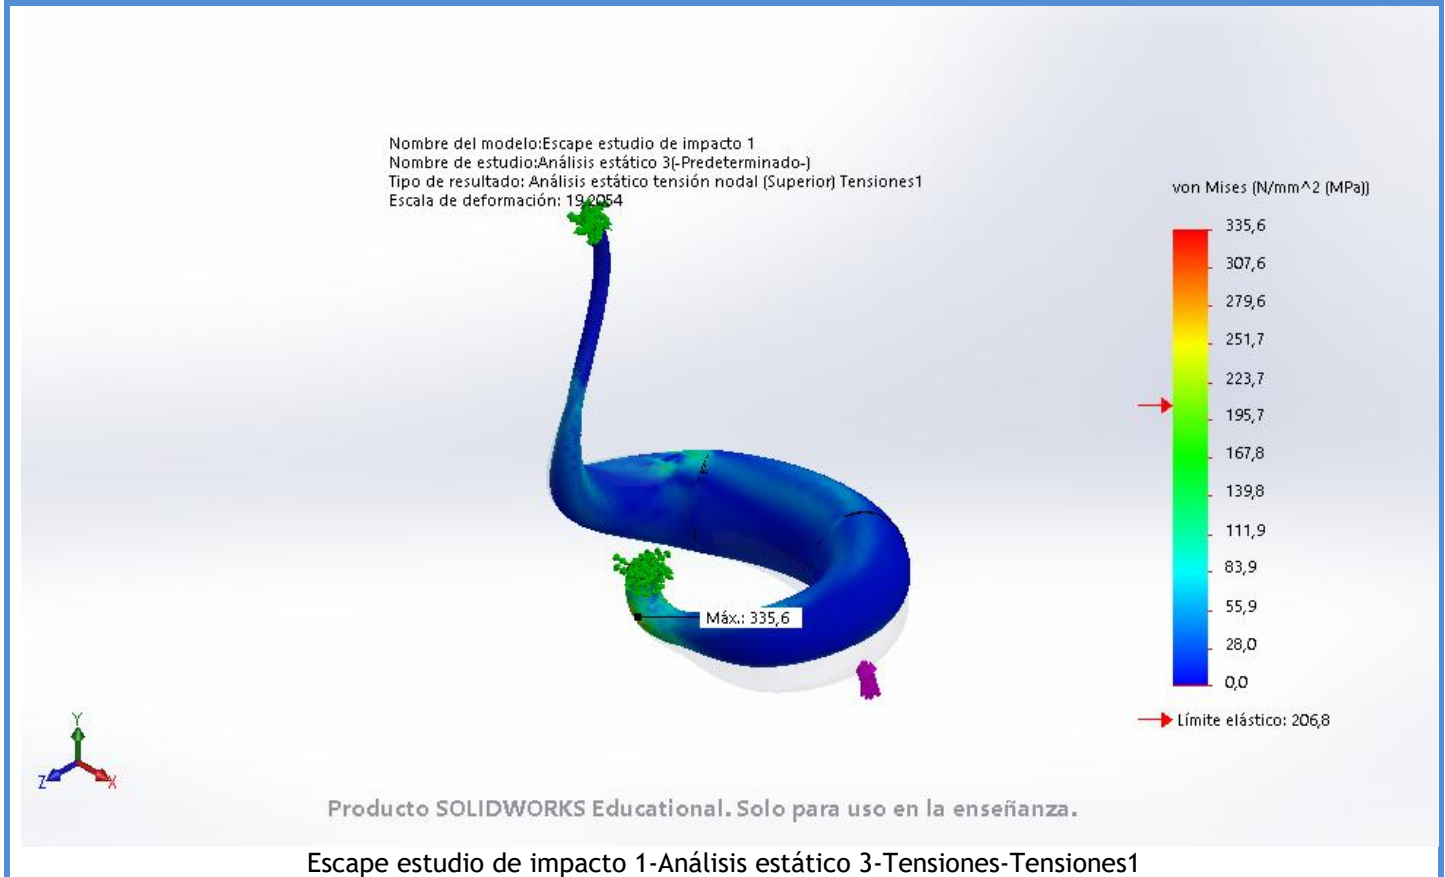 Nombre del modelo:Escape estudio de impacto 1
Nombre de estudio:Análisis estático 3(-Predeterminado-)
Tipo de resultado: Análisis estático tensión nodal (Superior) Tensiones1
Escala de deformación: 19,2054
von Mises (N/mm^2 (MPa))
335,6
307,6
279,6
251,7
223,7
195,7
167,8
139,8
111,9
83,9
55,9
28,0
0,0
Límite elástico: 206,8
Máx.: 335,6
Y
Z
X
Producto SOLIDWORKS Educational. Solo para uso en la enseñanza.
Escape estudio de impacto 1-Análisis estático 3-Tensiones-Tensiones1